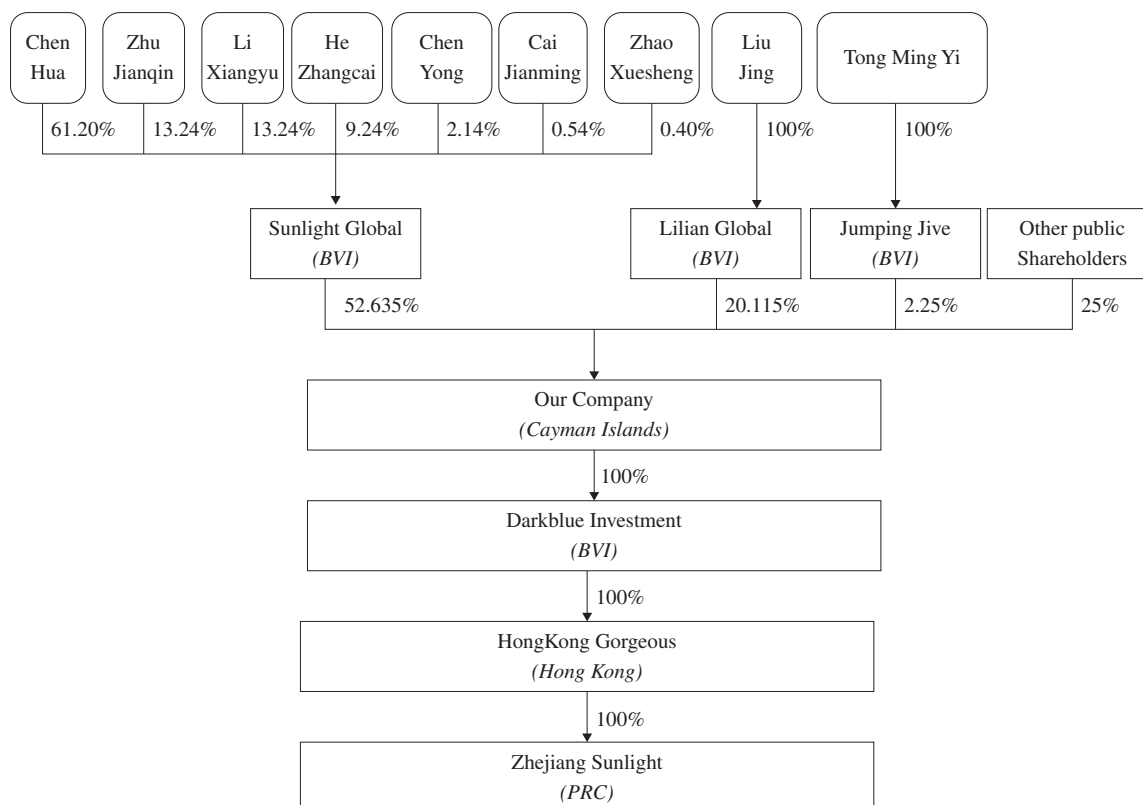 Chen
Hua
Zhu
Jianqin
Li
Xiangyu
He
Zhangcai
Chen
Yong
Cai
Jianming
Zhao
Xuesheng
Liu
Jing
Tong Ming Yi
61.20%
13.24%
13.24%
9.24%
2.14%
0.54%
0.40%
100%
100%
Sunlight Global
(BVI)
Lilian Global
(BVI)
Jumping Jive
(BVI)
Other public
Shareholders
52.635%
20.115%
2.25%
25%
Our Company
(Cayman Islands)
100%
Darkblue Investment
(BVI)
100%
HongKong Gorgeous
(Hong Kong)
100%
Zhejiang Sunlight
(PRC)